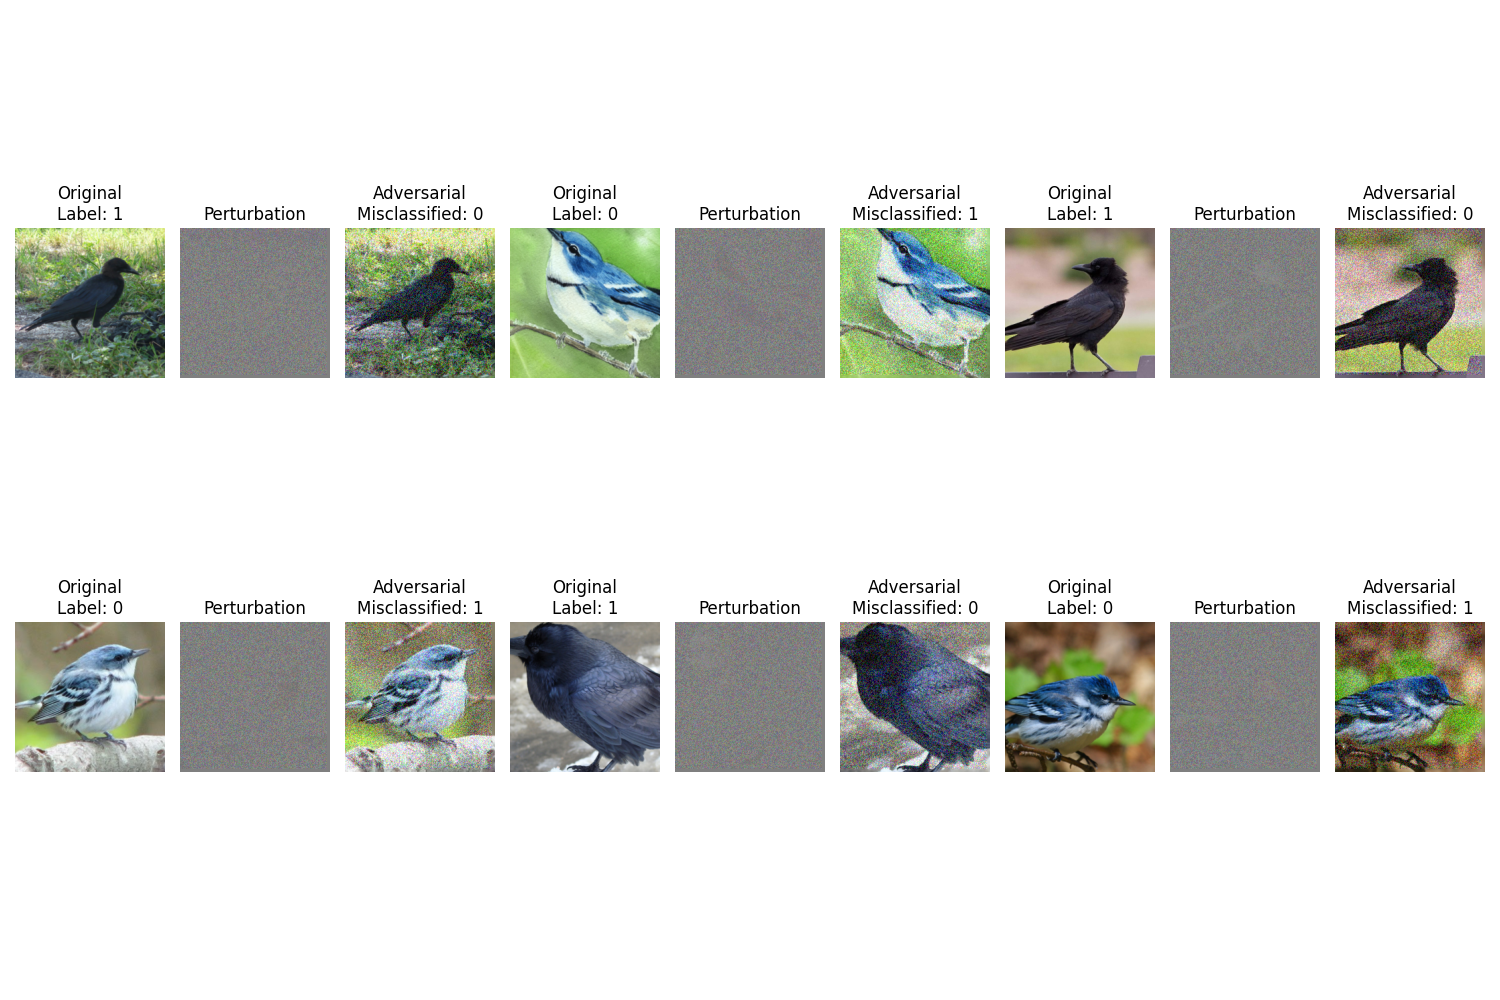 Original
Label: 1
Perturbation
Adversarial
Misclassified: 0
Original
Label: 0
Perturbation
Adversarial
Misclassified: 1
Original
Label: 1
Perturbation
Adversarial
Misclassified: 0
Original
Label: 0
Perturbation
Adversarial
Misclassified: 1
Original
Label: 1
Perturbation
Adversarial
Misclassified: 0
Original
Label: 0
Perturbation
Adversarial
Misclassified: 1